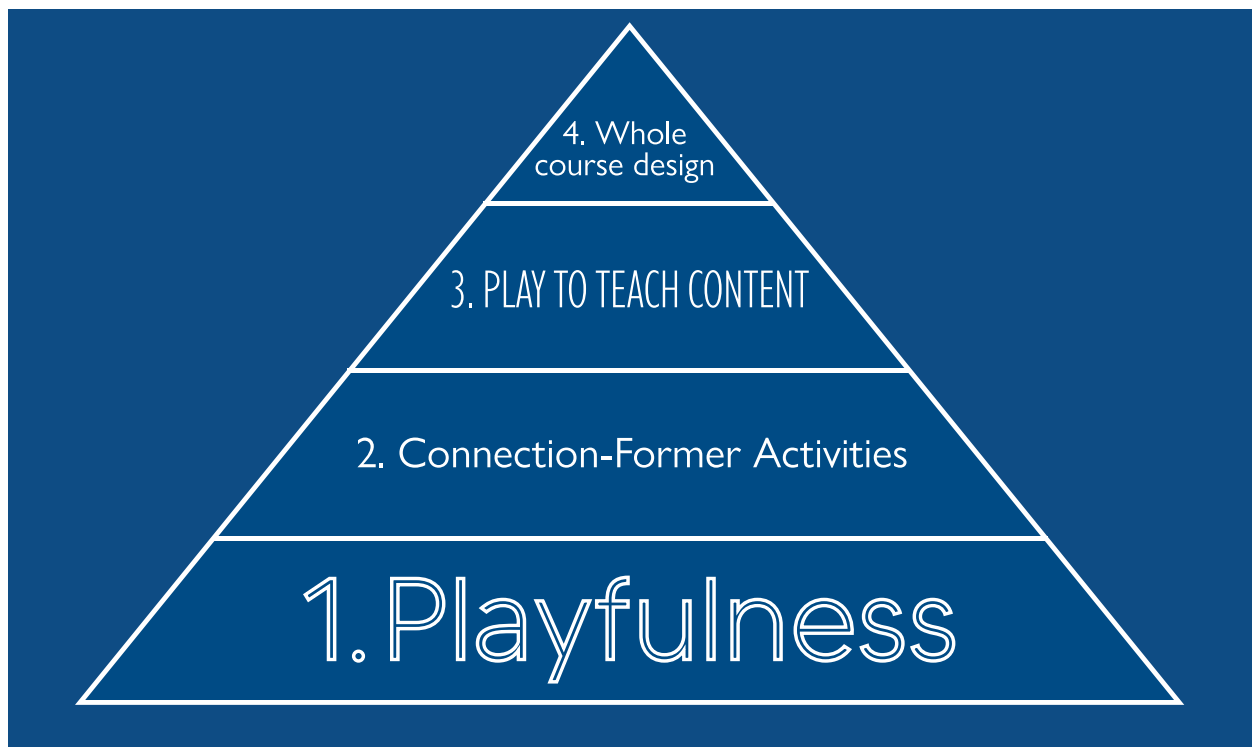 4. Whole
course design
3. PLAY TO TEACH CONTENT
2. Connection-Former Activities
1. Playfulness